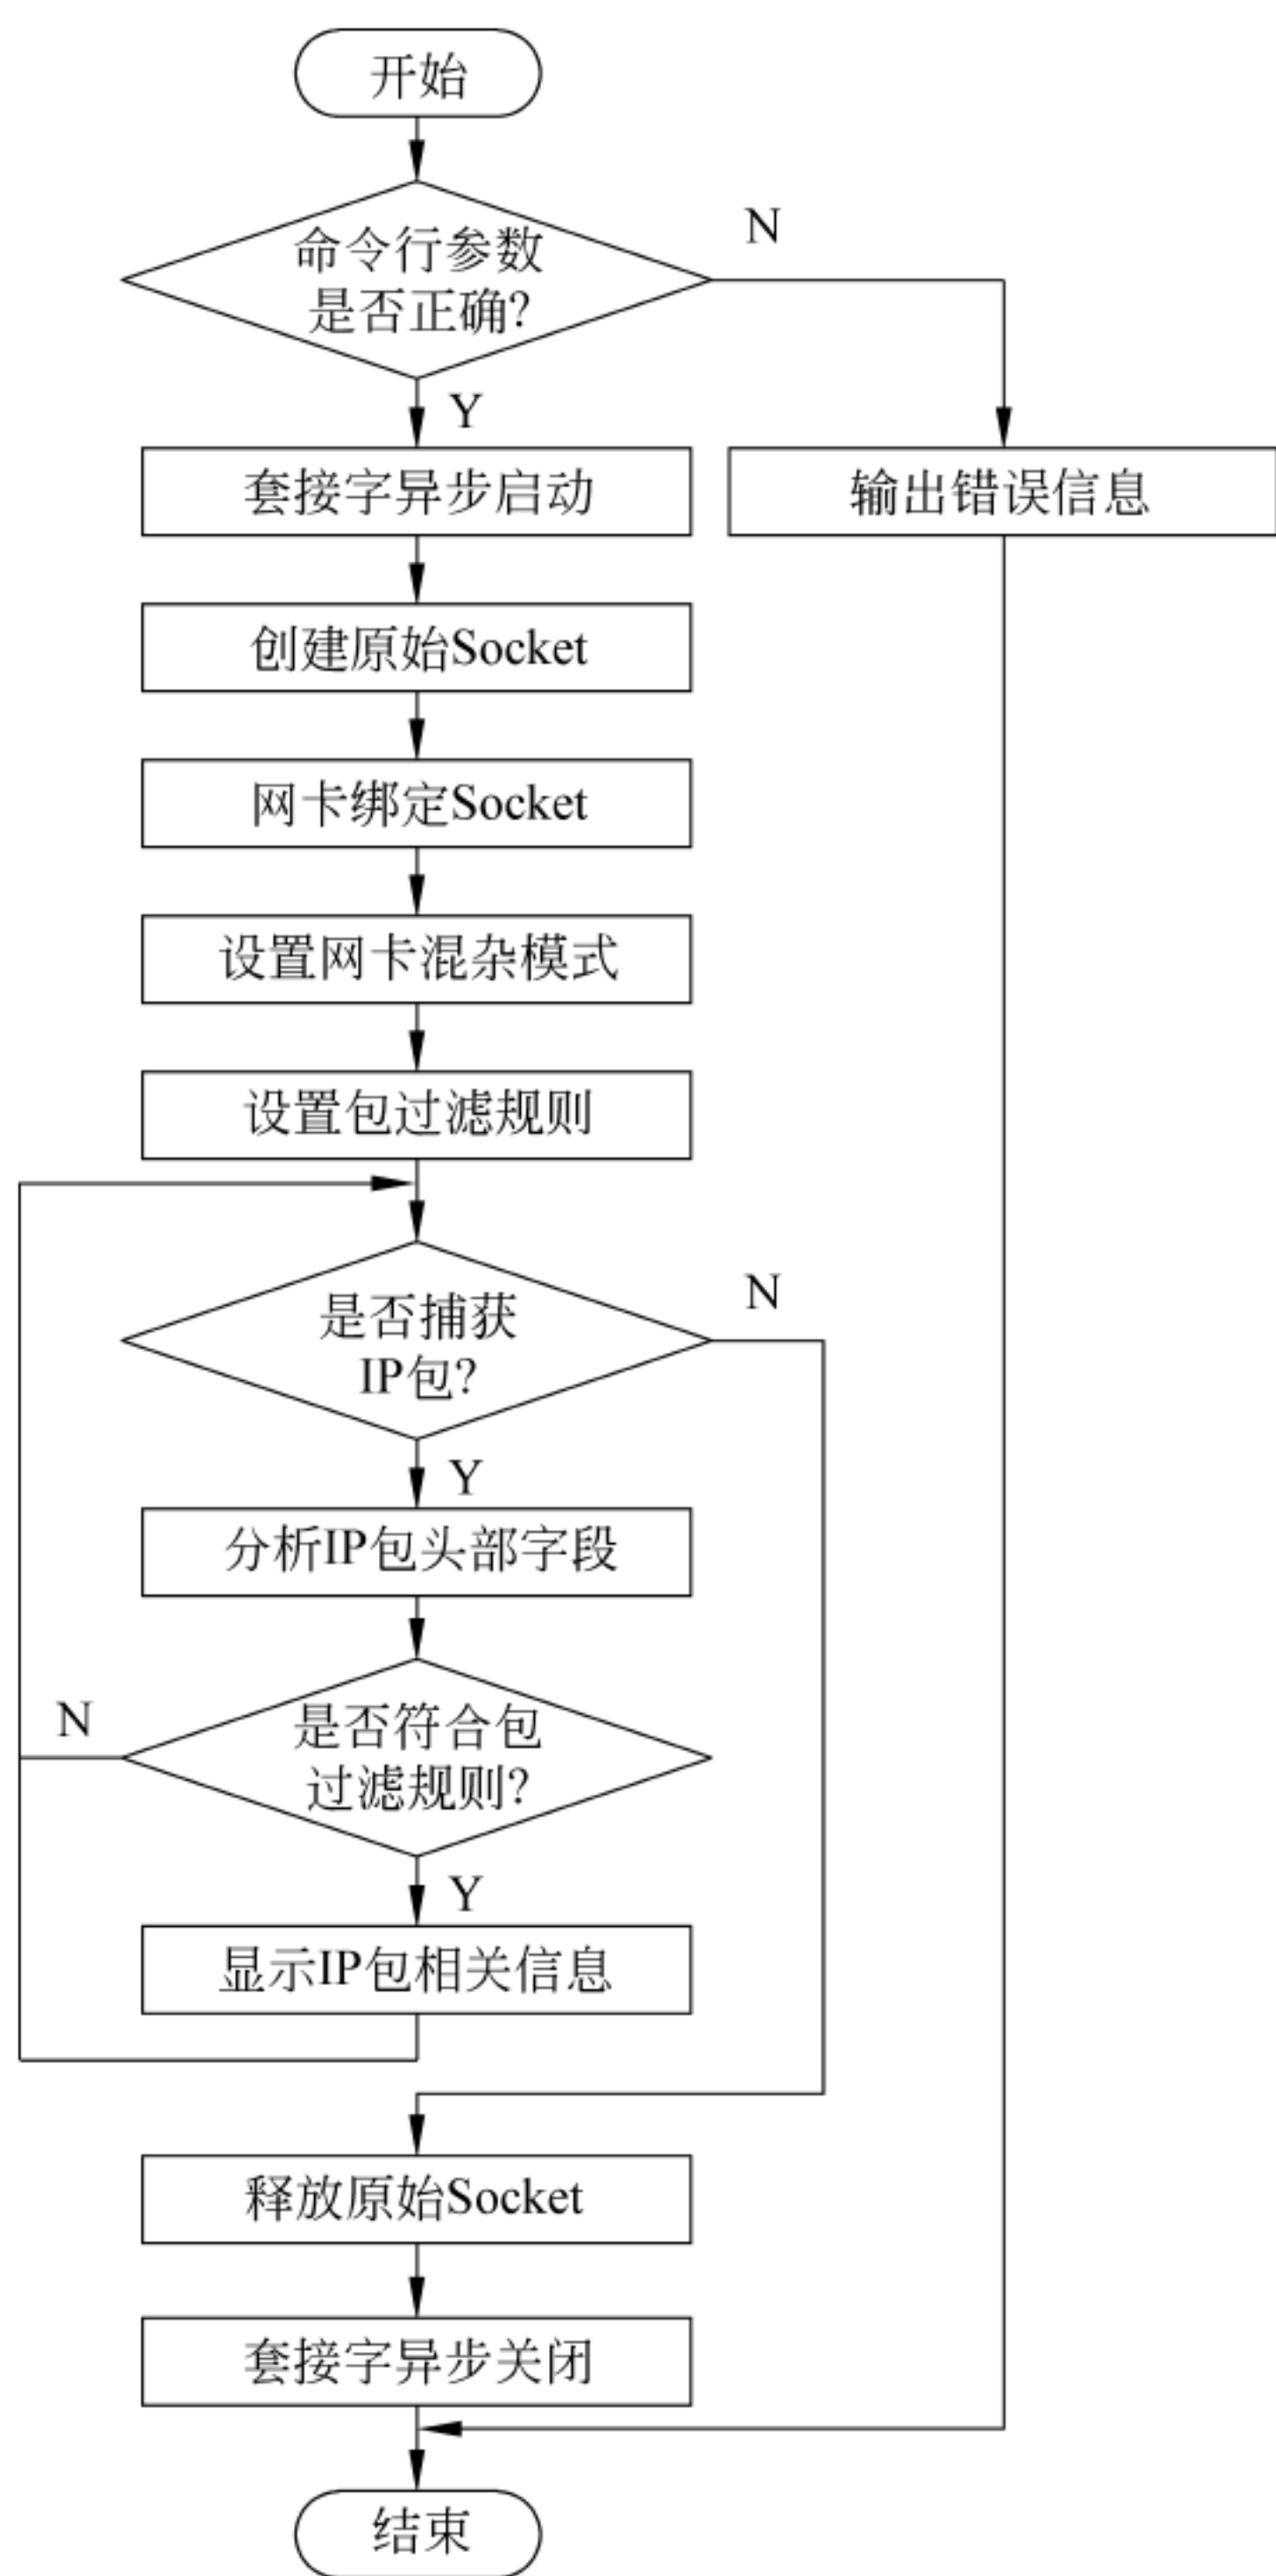 开始
命令行参数
是否正确?
N
Y
套接字异步启动
输出错误信息
创建原始Socket
网卡绑定Socket
设置网卡混杂模式
设置包过滤规则
是否捕获
IP包?
N
Y
分析IP包头部字段
是否符合包
过滤规则?
N
Y
显示IP包相关信息
释放原始Socket
套接字异步关闭
结束